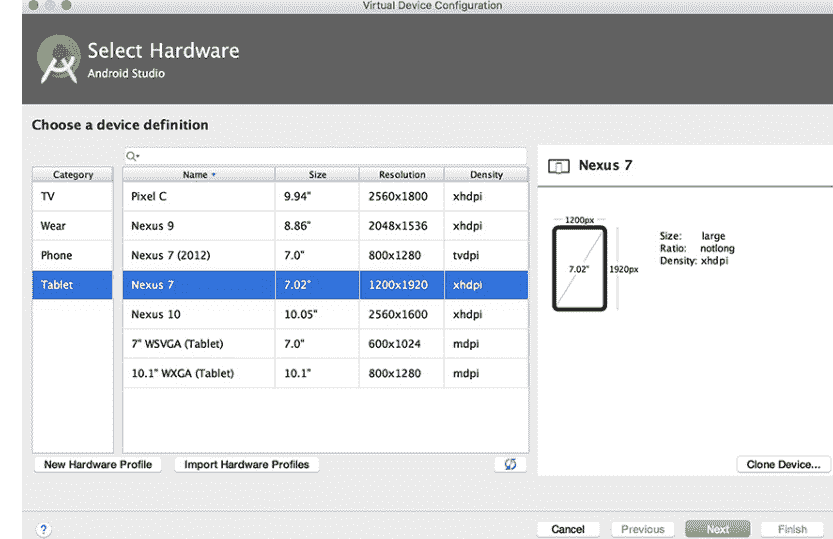 Virtual Device Configuration
Select Hardware
Android Studio
Choose a device definition
Category
TV
Wear
Phone
Tablet
Name Size Resolution Density
Pixel C 9.94" 2560x1800 xhdpi
Nexus 9 8.86" 2048x1536 xhdpi
Nexus 7 (2012) 7.0" 800x1280 tvdpi
Nexus 7 7.02" 1200x1920 xhdpi
Nexus 10 10.05" 2560x1600 xhdpi
7" WSVGA (Tablet) 7.0" 600x1024 mdpi
10.1" WXGA (Tablet) 10.1" 800x1280 mdpi
New Hardware Profile Import Hardware Profiles
Nexus 7
1200px
7.02" 1920px
Size: large
Ratio: notlong
Density: xhdpi
Clone Device...
? Cancel Previous Next Finish